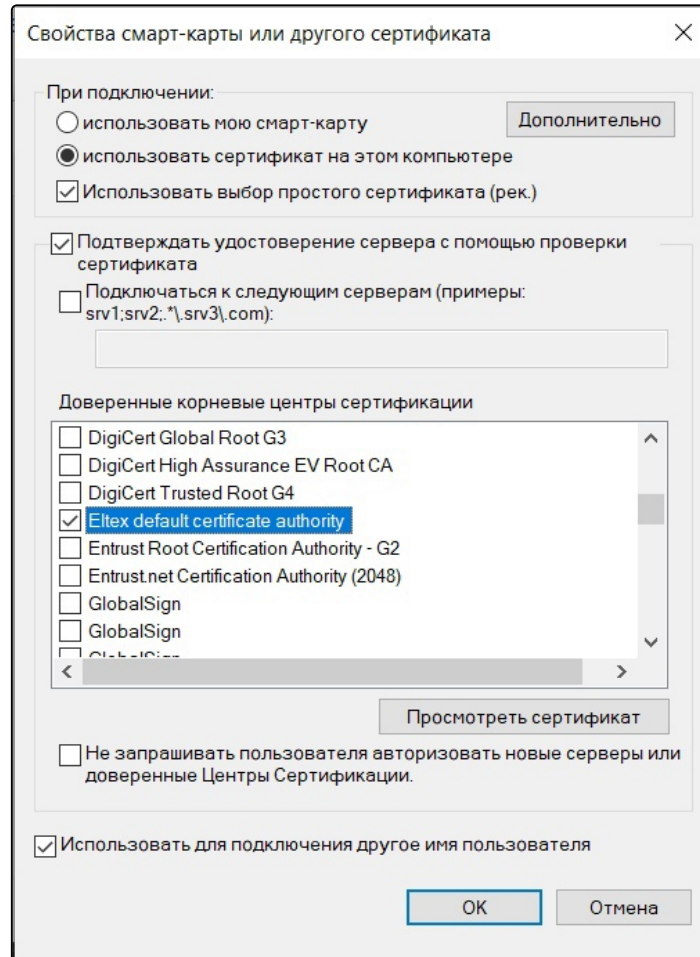 Свойства смарт-карты или другого сертификата
При подключении:
использовать мою смарт-карту
Дополнительно
использовать сертификат на этом компьютере
Использовать выбор простого сертификата (рек.)
Подтверждать удостоверение сервера с помощью проверки
сертификата
Подключаться к следующим серверам (примеры:
srv1;srv2;.*\.srv3\.com):
Доверенные корневые центры сертификации
DigiCert Global Root G3
DigiCert High Assurance EV Root CA
DigiCert Trusted Root G4
Eltex default certificate authority
Entrust Root Certification Authority - G2
Entrust.net Certification Authority (2048)
GlobalSign
GlobalSign
GlobalSign
Просмотреть сертификат
Не запрашивать пользователя авторизовать новые серверы или
доверенные Центры Сертификации.
Использовать для подключения другое имя пользователя
OK
Отмена